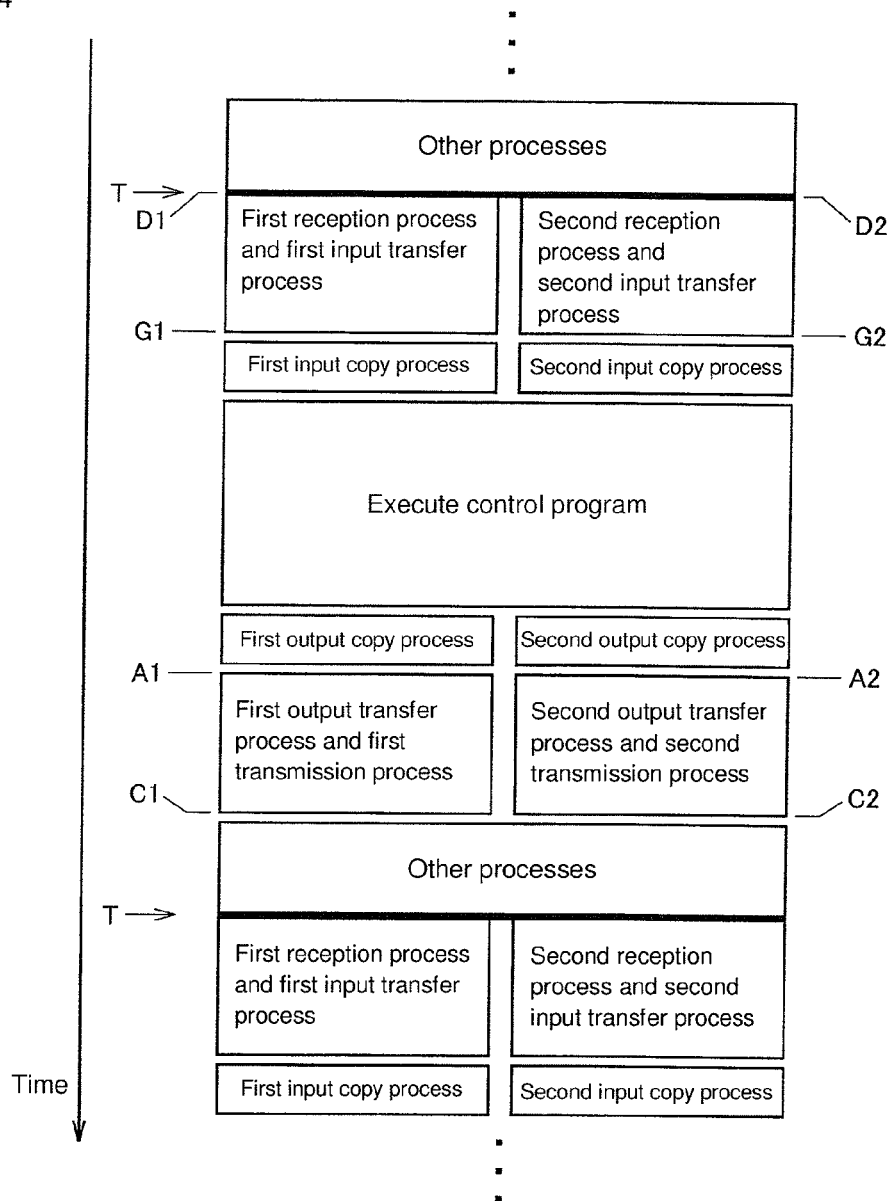 4
Other processes
T
D1
D2
First reception process
and first input transfer
process
Second reception
process and
second input transfer
process
G1
G2
First input copy process
Second input copy process
Execute control program
First output copy process
Second output copy process
A1
A2
First output transfer
process and first
transmission process
Second output transfer
process and second
transmission process
C1
C2
Other processes
T
First reception process
and first input transfer
process
Second reception
process and second
input transfer process
Time
First input copy process
Second input copy process